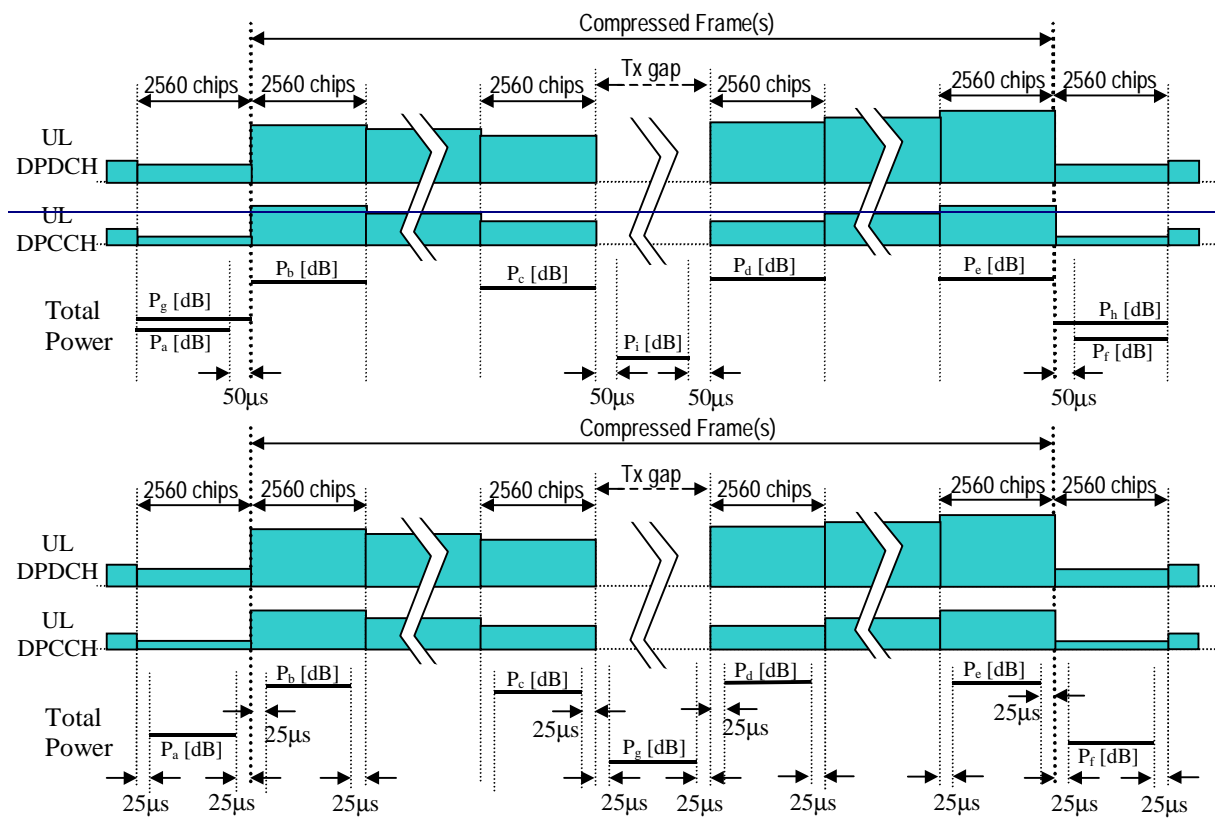 Compressed Frame(s)
2560 chips 2560 chips 2560 chips Tx gap 2560 chips 2560 chips 2560 chips
UL
DPDCH
UL
DPCCH
Total
Power
Pg [dB]
Pa [dB]
Pb [dB]
Pc [dB]
Pi [dB]
Pd [dB]
Pe [dB]
Ph [dB]
Pf [dB]
50µs 50µs 50µs 50µs
Compressed Frame(s)
2560 chips 2560 chips 2560 chips Tx gap 2560 chips 2560 chips 2560 chips
UL
DPDCH
UL
DPCCH
Total
Power
Pa [dB]
Pb [dB]
Pc [dB]
Pg [dB]
Pd [dB]
Pe [dB]
Pf [dB]
25µs 25µs 25µs 25µs
25µs 25µs 25µs 25µs 25µs 25µs 25µs 25µs 25µs 25µs